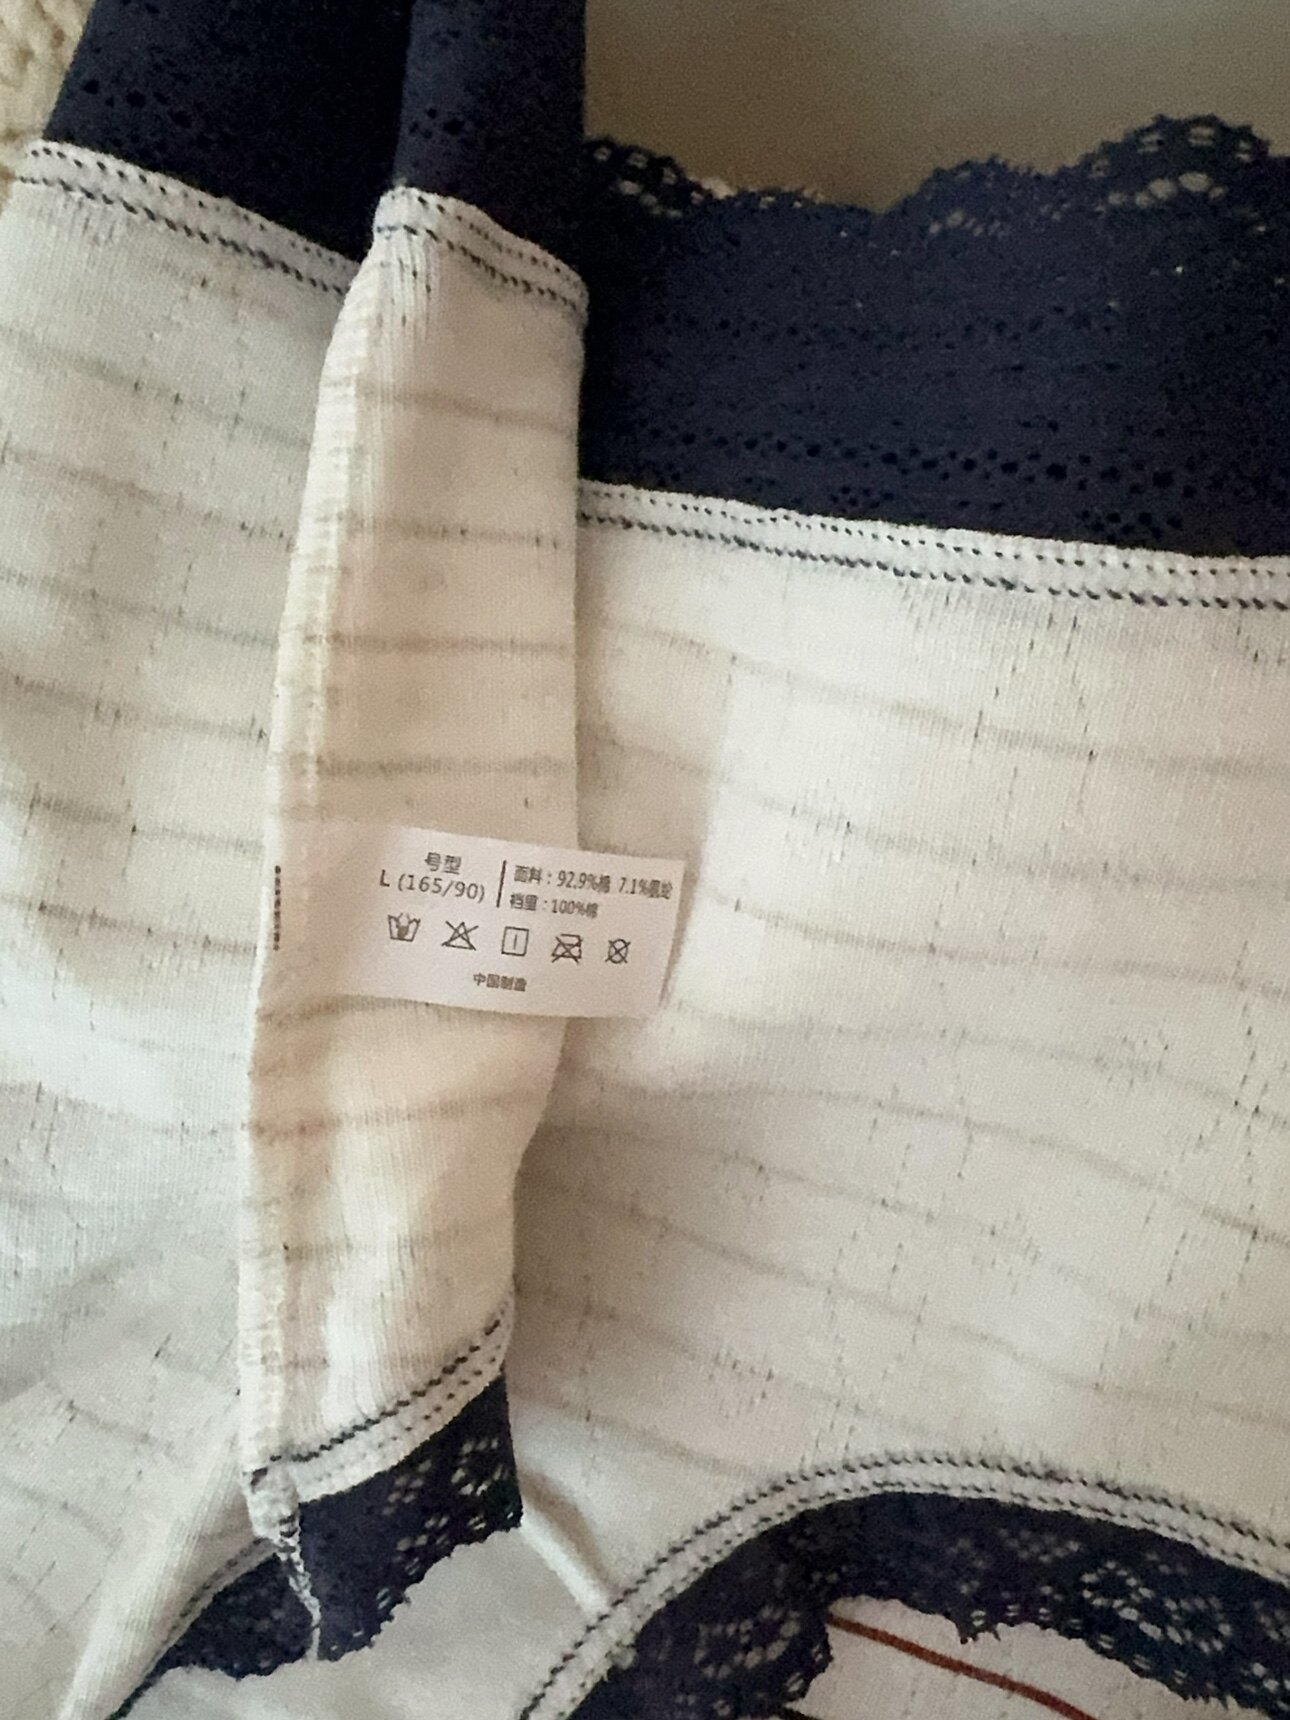 号型
L (165/90)
面料：92.9%棉 7.1%氨纶
裆里：100%棉
中国制造